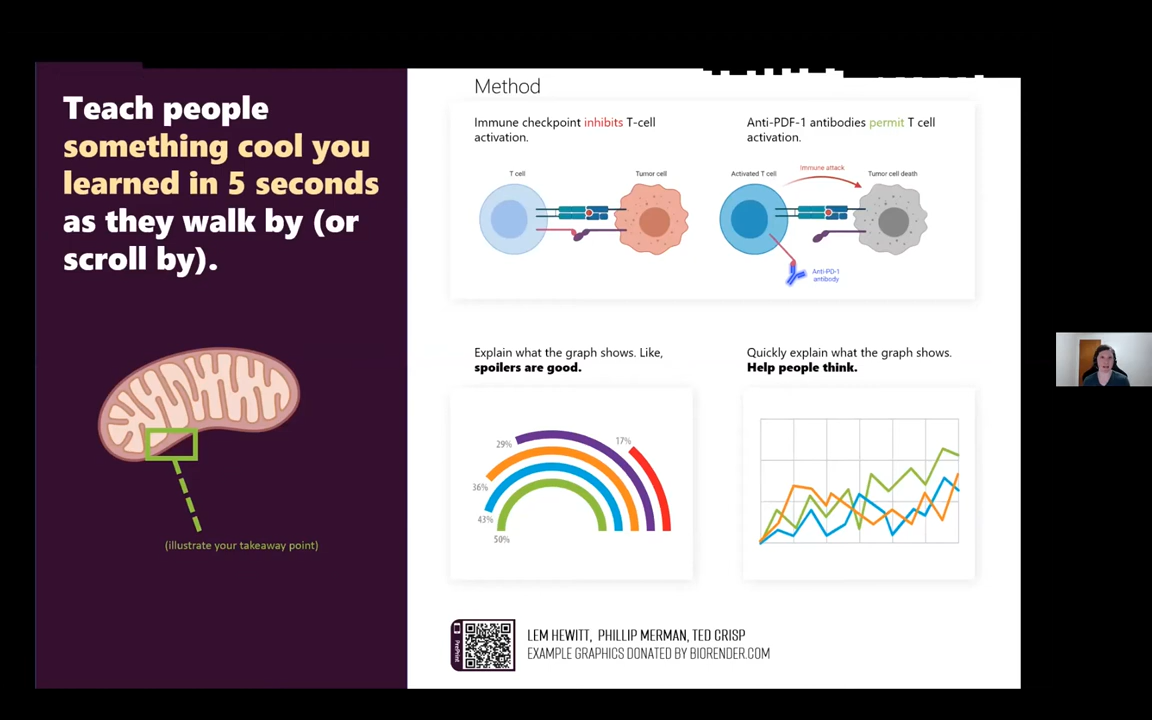 Teach people
something cool you
learned in 5 seconds
as they walk by (or
scroll by).
(illustrate your takeaway point)
Method
Immune checkpoint inhibits T-cell
activation.
T cell
Tumor cell
Anti-PDF-1 antibodies permit T cell
activation.
Activated T cell
Immune attack
Tumor cell death
Anti-PD-1
antibody
Explain what the graph shows. Like,
spoilers are good.
29%
17%
36%
43%
50%
Quickly explain what the graph shows.
Help people think.
PrePrint
LEM HEWITT, PHILLIP MERMAN, TED CRISP
EXAMPLE GRAPHICS DONATED BY BIORENDER.COM